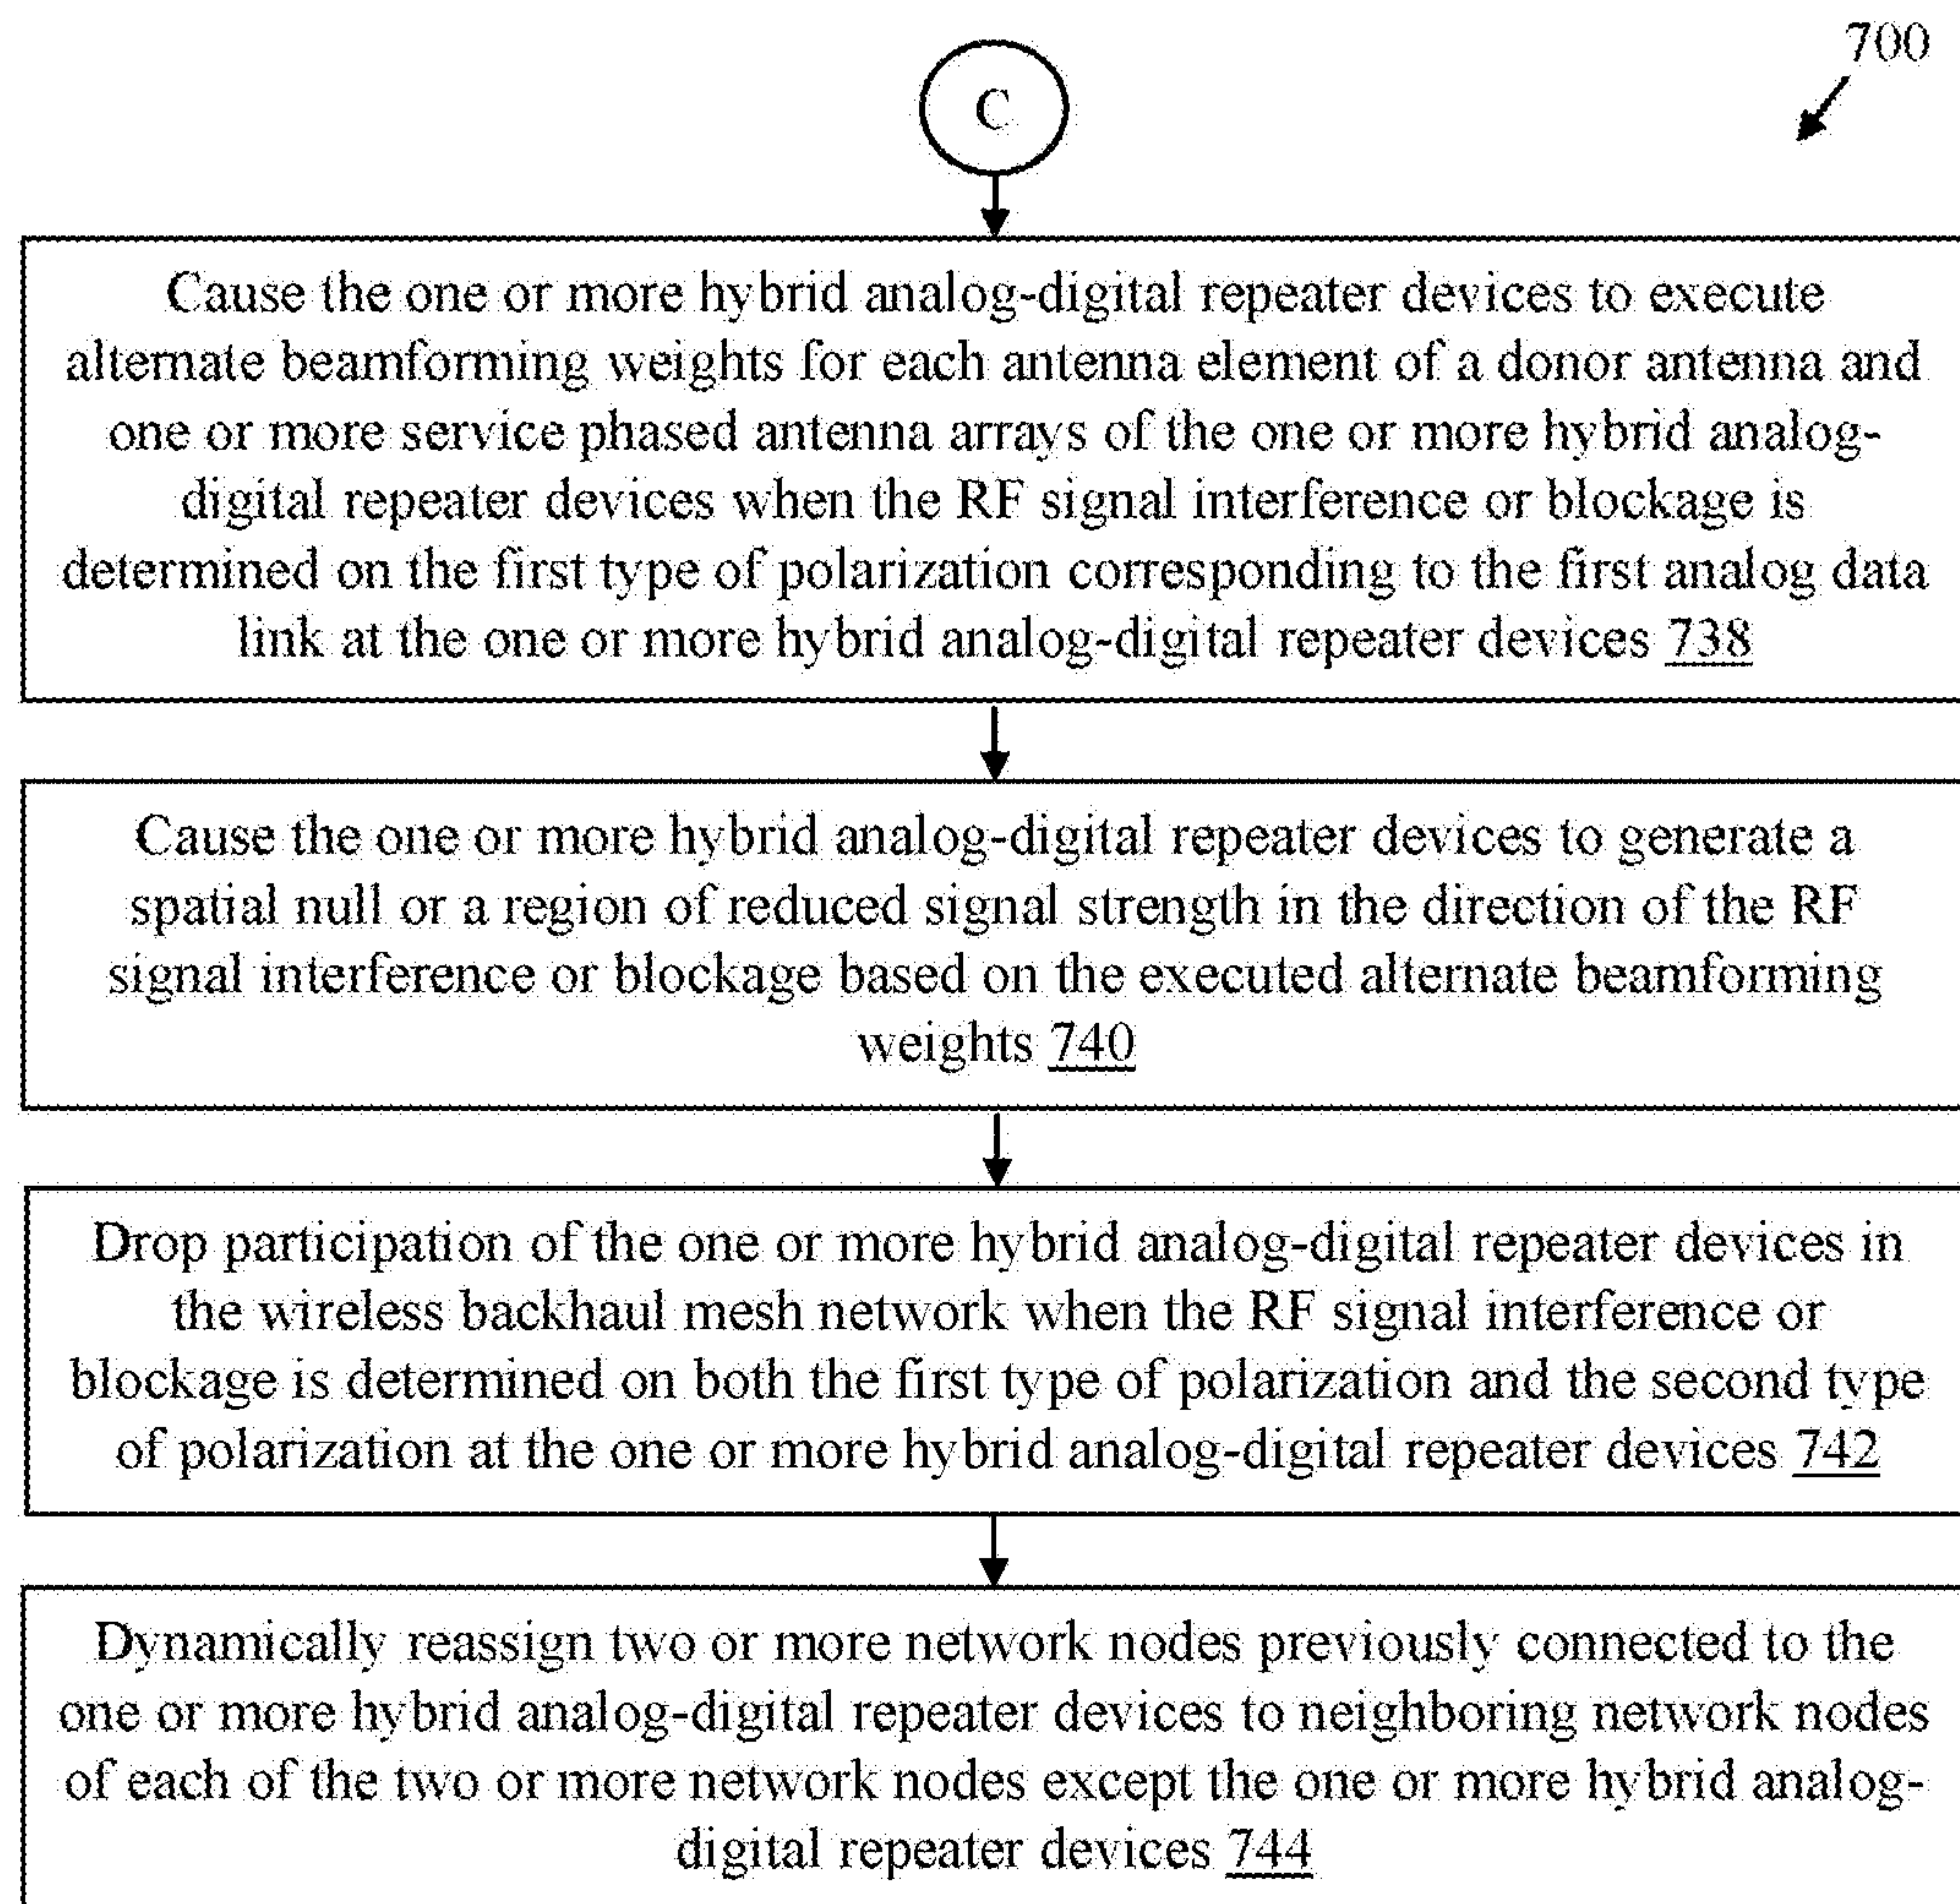 700
C
Cause the one or more hybrid analog-digital repeater devices to execute
alternate beamforming weights for each antenna element of a donor antenna and
one or more service phased antenna arrays of the one or more hybrid analog-
digital repeater devices when the RF signal interference or blockage is
determined on the first type of polarization corresponding to the first analog data
link at the one or more hybrid analog-digital repeater devices 738
Cause the one or more hybrid analog-digital repeater devices to generate a
spatial null or a region of reduced signal strength in the direction of the RF
signal interference or blockage based on the executed alternate beamforming
weights 740
Drop participation of the one or more hybrid analog-digital repeater devices in
the wireless backhaul mesh network when the RF signal interference or
blockage is determined on both the first type of polarization and the second type
of polarization at the one or more hybrid analog-digital repeater devices 742
Dynamically reassign two or more network nodes previously connected to the
one or more hybrid analog-digital repeater devices to neighboring network nodes
of each of the two or more network nodes except the one or more hybrid analog-
digital repeater devices 744